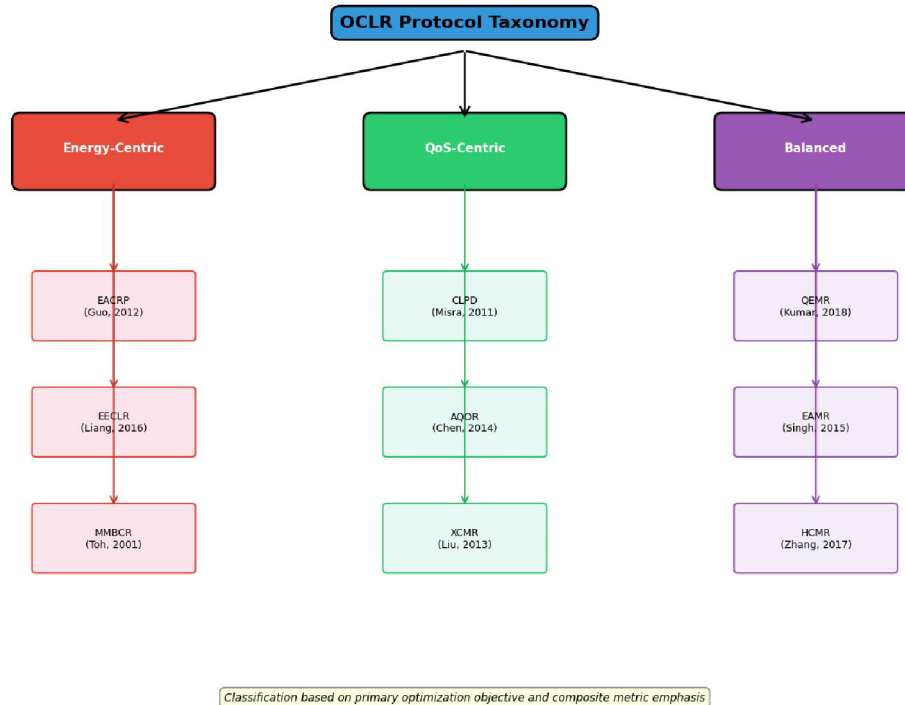 OCLR Protocol Taxonomy
Energy-Centric
QoS-Centric
Balanced
EACRP
(Guo, 2012)
CLPD
(Misra, 2011)
QEMR
(Kumar, 2018)
EECLR
(Liang, 2016)
AQOR
(Chen, 2014)
EAMR
(Singh, 2015)
MMBCR
(Toh, 2001)
XCMR
(Liu, 2013)
HCMR
(Zhang, 2017)
Classification based on primary optimization objective and composite metric emphasis